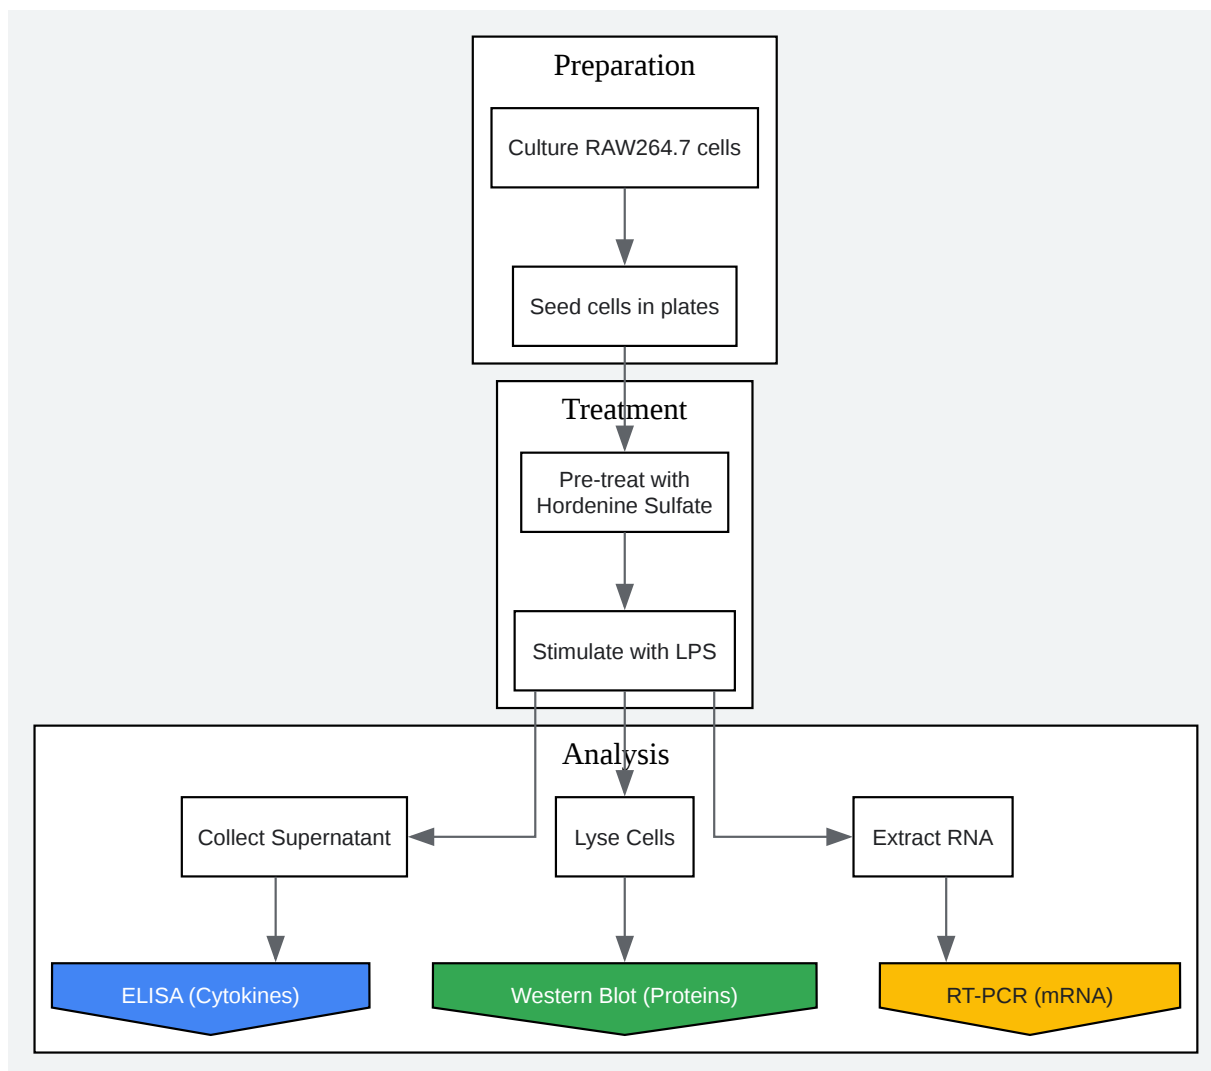 Preparation
Culture RAW264.7 cells
Seed cells in plates
Treatment
Pre-treat with
Hordenine Sulfate
Stimulate with LPS
Analysis
Collect Supernatant
Lyse Cells
Extract RNA
ELISA (Cytokines)
Western Blot (Proteins)
RT-PCR (mRNA)